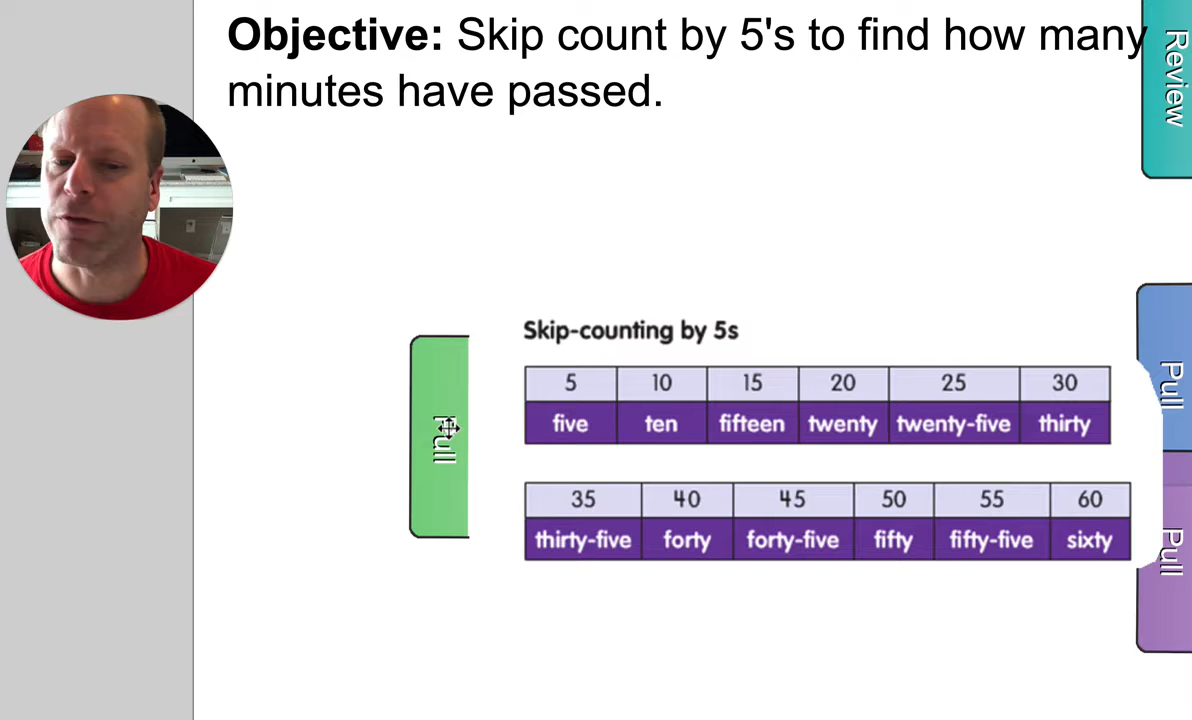 Objective: Skip count by 5's to find how many
minutes have passed.
Review
Skip-counting by 5s
5 10 15 20 25 30
five ten fifteen twenty twenty-five thirty
Pull
Pull
35 40 45 50 55 60
thirty-five forty forty-five fifty fifty-five sixty
Pull